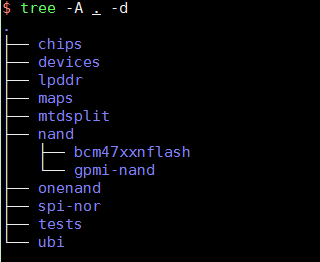 $ tree -A . -d
.
├── chips
├── devices
├── lpddr
├── maps
├── mtdsplit
├── nand
│   ├── bcm47xxnflash
│   └── gpmi-nand
├── onenand
├── spi-nor
├── tests
└── ubi